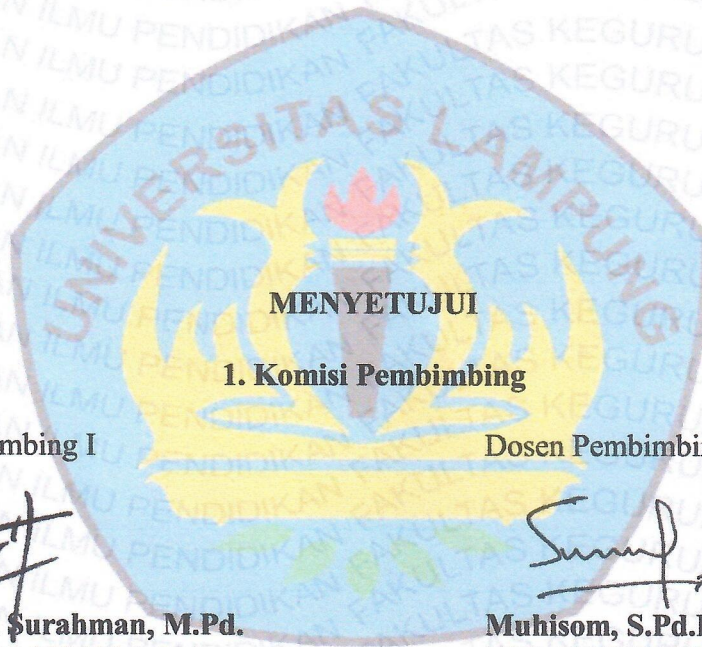 UNIVERSITAS LAMPUNG
MENYETUJUI
1. Komisi Pembimbing
mbing I Dosen Pembimbi
Surahman, M.Pd. Muhisom, S.Pd.I